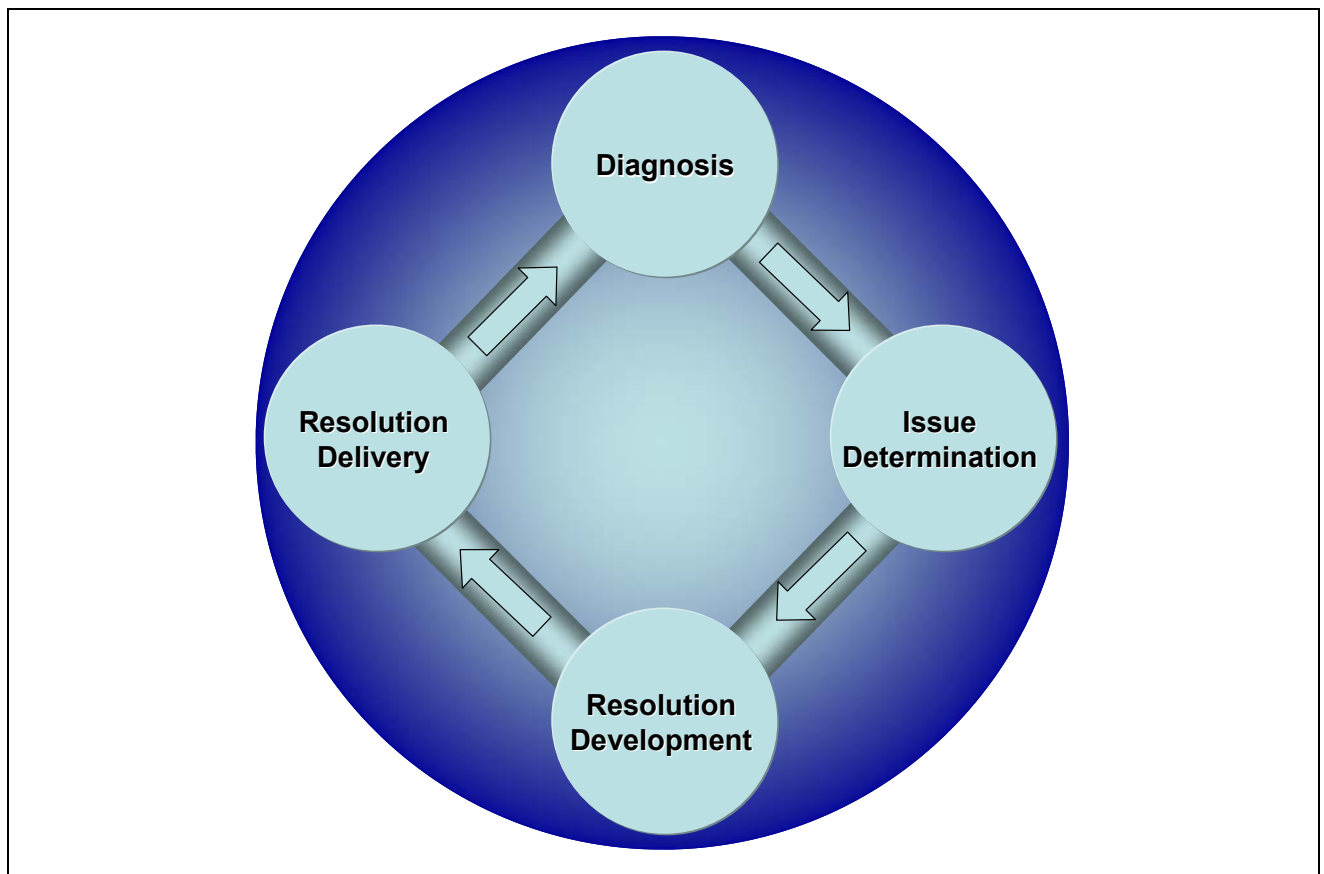 Diagnosis
Issue
Determination
Resolution
Development
Resolution
Delivery